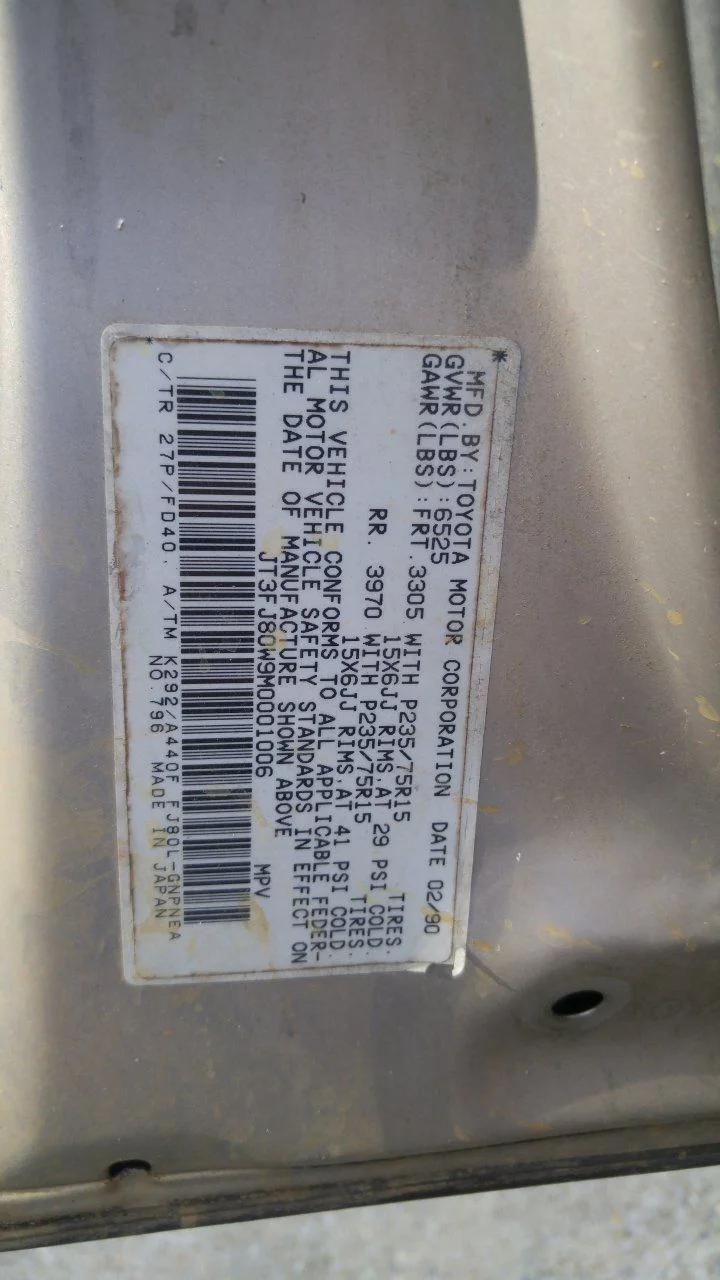 MFD.BY:TOYOTA MOTOR CORPORATION DATE 02/90
GVWR(LBS):6525
GAWR(LBS):FRT.3305 WITH P235/75R15 TIRES.
15X6JJ RIMS,AT 29 PSI COLD.
RR. 3970 WITH P235/75R15 TIRES.
15X6JJ RIMS,AT 41 PSI COLD.
THIS VEHICLE CONFORMS TO ALL APPLICABLE FEDER-
AL MOTOR VEHICLE SAFETY STANDARDS IN EFFECT ON
THE DATE OF MANUFACTURE SHOWN ABOVE.
*JT3FJ80W9M0001006* MPV
C/TR 27P/FD40. A/TM K292/A440F FJ80L-GNPNEA
NO.796 MADE IN JAPAN